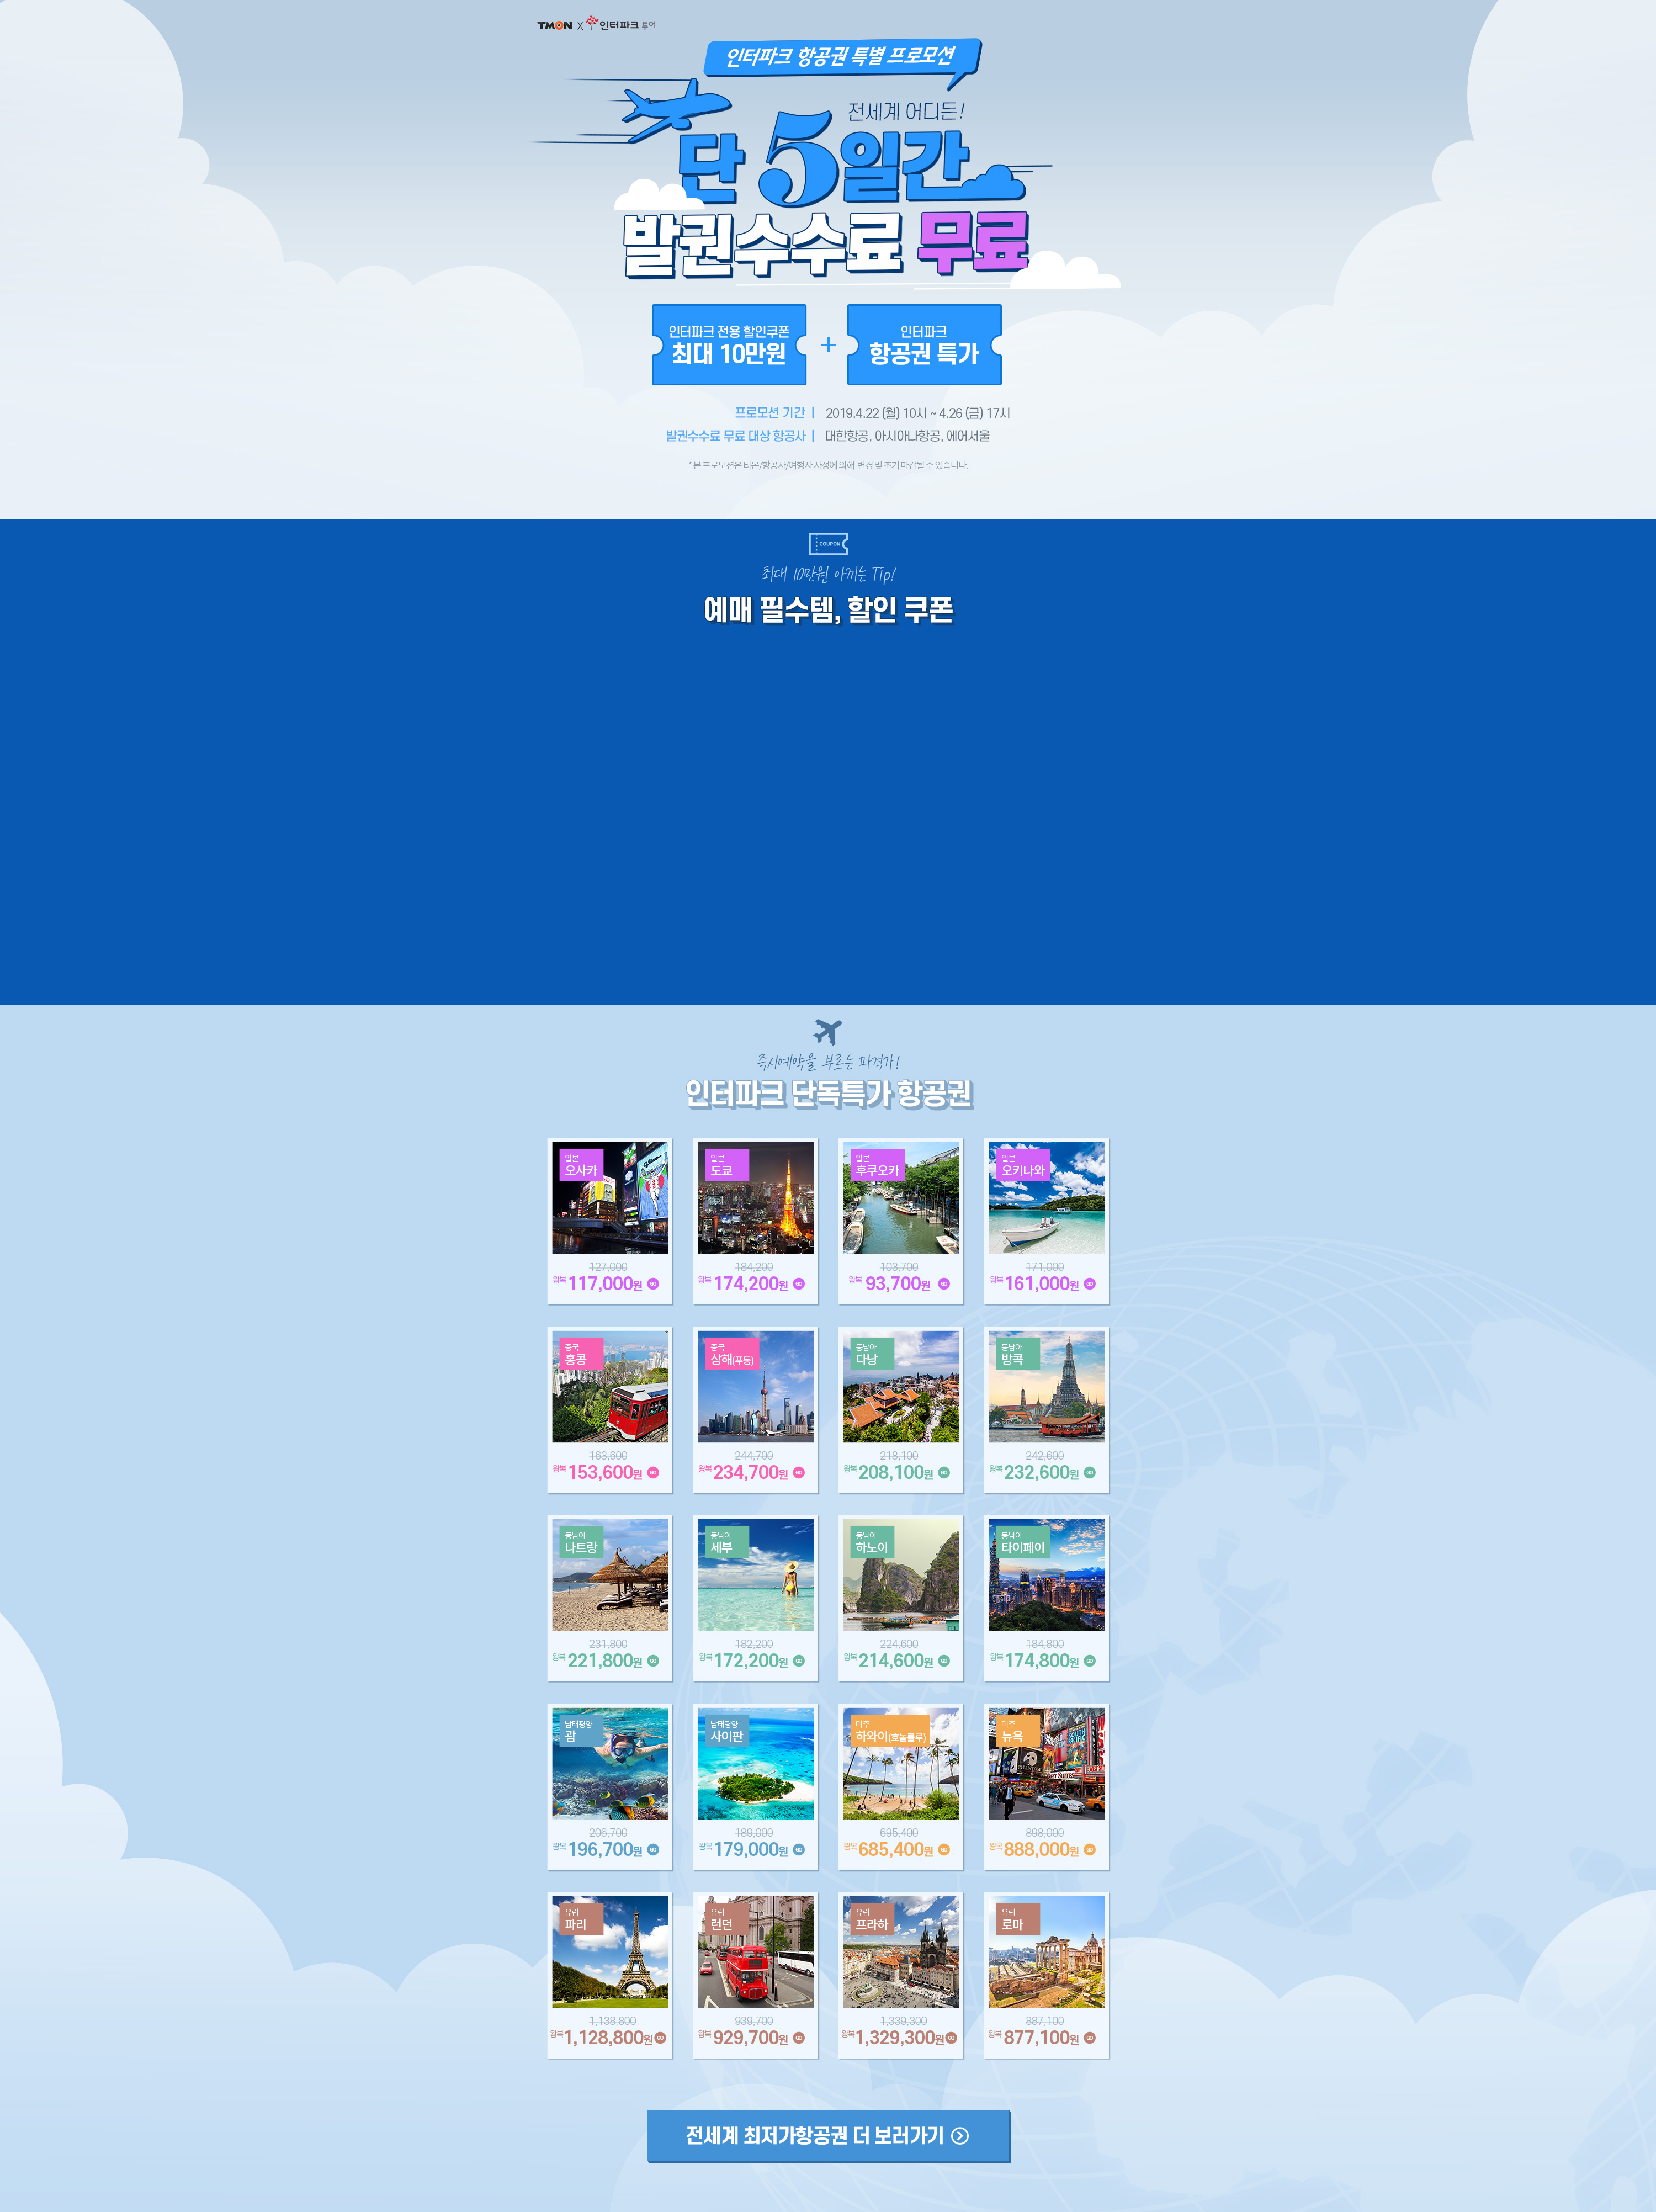 TMON X 인터파크 투어
인터파크 항공권 특별 프로모션
전세계 어디든!
단 5일간
발권수수료 무료
인터파크 전용 할인쿠폰
최대 10만원
+
인터파크
항공권 특가
프로모션 기간 | 2019.4.22 (월) 10시 ~ 4.26 (금) 17시
발권수수료 무료 대상 항공사 | 대한항공, 아시아나항공, 에어서울
* 본 프로모션은 티몬/항공사/여행사 사정에 의해 변경 및 조기 마감될 수 있습니다.
COUPON
최대 10만원 아끼는 Tip!
예매 필수템, 할인 쿠폰
즉시예약을 부르는 파격가!
인터파크 단독특가 항공권
일본
오사카
127,000
왕복 117,000원 GO
일본
도쿄
184,200
왕복 174,200원 GO
일본
후쿠오카
103,700
왕복 93,700원 GO
일본
오키나와
171,000
왕복 161,000원 GO
중국
홍콩
163,600
왕복 153,600원 GO
중국
상해(푸동)
244,700
왕복 234,700원 GO
동남아
다낭
218,100
왕복 208,100원 GO
동남아
방콕
242,600
왕복 232,600원 GO
동남아
나트랑
231,800
왕복 221,800원 GO
동남아
세부
182,200
왕복 172,200원 GO
동남아
하노이
224,600
왕복 214,600원 GO
동남아
타이페이
184,800
왕복 174,800원 GO
남태평양
괌
206,700
왕복 196,700원 GO
남태평양
사이판
189,000
왕복 179,000원 GO
미주
하와이(호놀룰루)
695,400
왕복 685,400원 GO
미주
뉴욕
898,000
왕복 888,000원 GO
유럽
파리
1,138,800
왕복 1,128,800원 GO
유럽
런던
939,700
왕복 929,700원 GO
유럽
프라하
1,339,300
왕복 1,329,300원 GO
유럽
로마
887,100
왕복 877,100원 GO
전세계 최저가항공권 더 보러가기